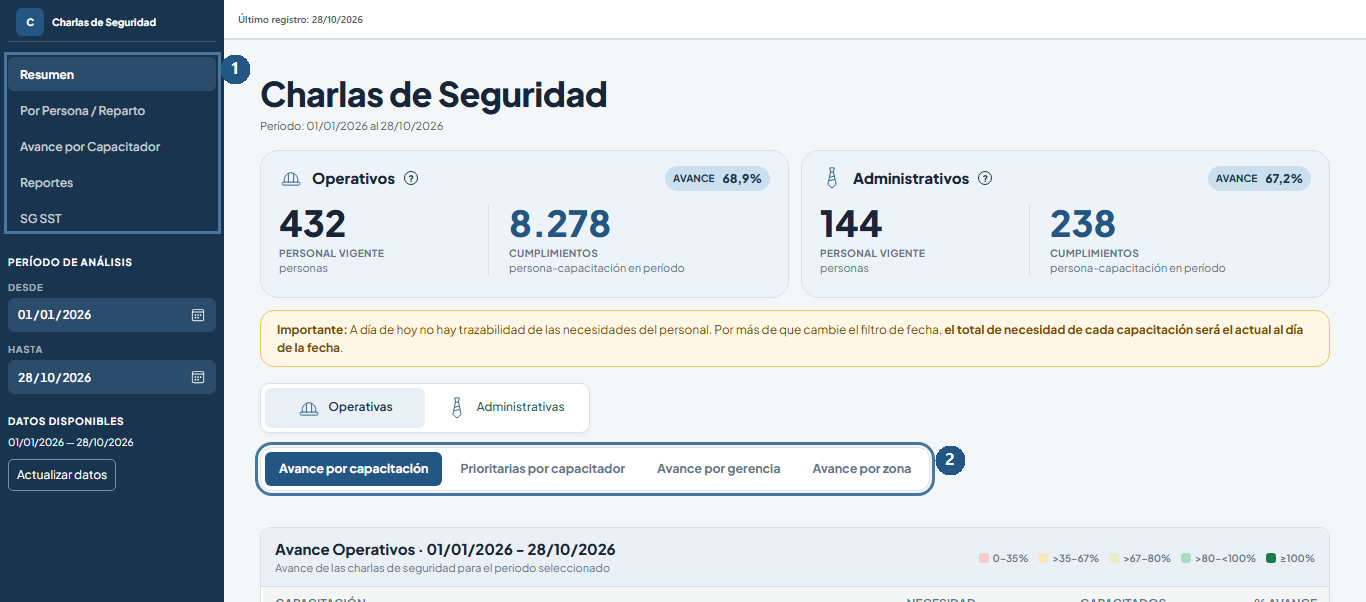 C Charlas de Seguridad
Último registro: 28/10/2026
Resumen
1
Por Persona / Reparto
Avance por Capacitador
Reportes
SG SST
PERÍODO DE ANÁLISIS
DESDE
01/01/2026
HASTA
28/10/2026
DATOS DISPONIBLES
01/01/2026 — 28/10/2026
Actualizar datos
Charlas de Seguridad
Período: 01/01/2026 al 28/10/2026
Operativos ? AVANCE 68,9%
432
PERSONAL VIGENTE
personas
8.278
CUMPLIMIENTOS
persona-capacitación en período
Administrativos ? AVANCE 67,2%
144
PERSONAL VIGENTE
personas
238
CUMPLIMIENTOS
persona-capacitación en período
Importante: A día de hoy no hay trazabilidad de las necesidades del personal. Por más de que cambie el filtro de fecha, el total de necesidad de cada capacitación será el actual al día
de la fecha.
Operativas Administrativas
Avance por capacitación Prioritarias por capacitador Avance por gerencia Avance por zona
2
Avance Operativos · 01/01/2026 – 28/10/2026
Avance de las charlas de seguridad para el periodo seleccionado
0–35% >35–67% >67–80% >80–<100% ≥100%
CAPACITACIÓN NECESIDAD CAPACITADOS % AVANCE